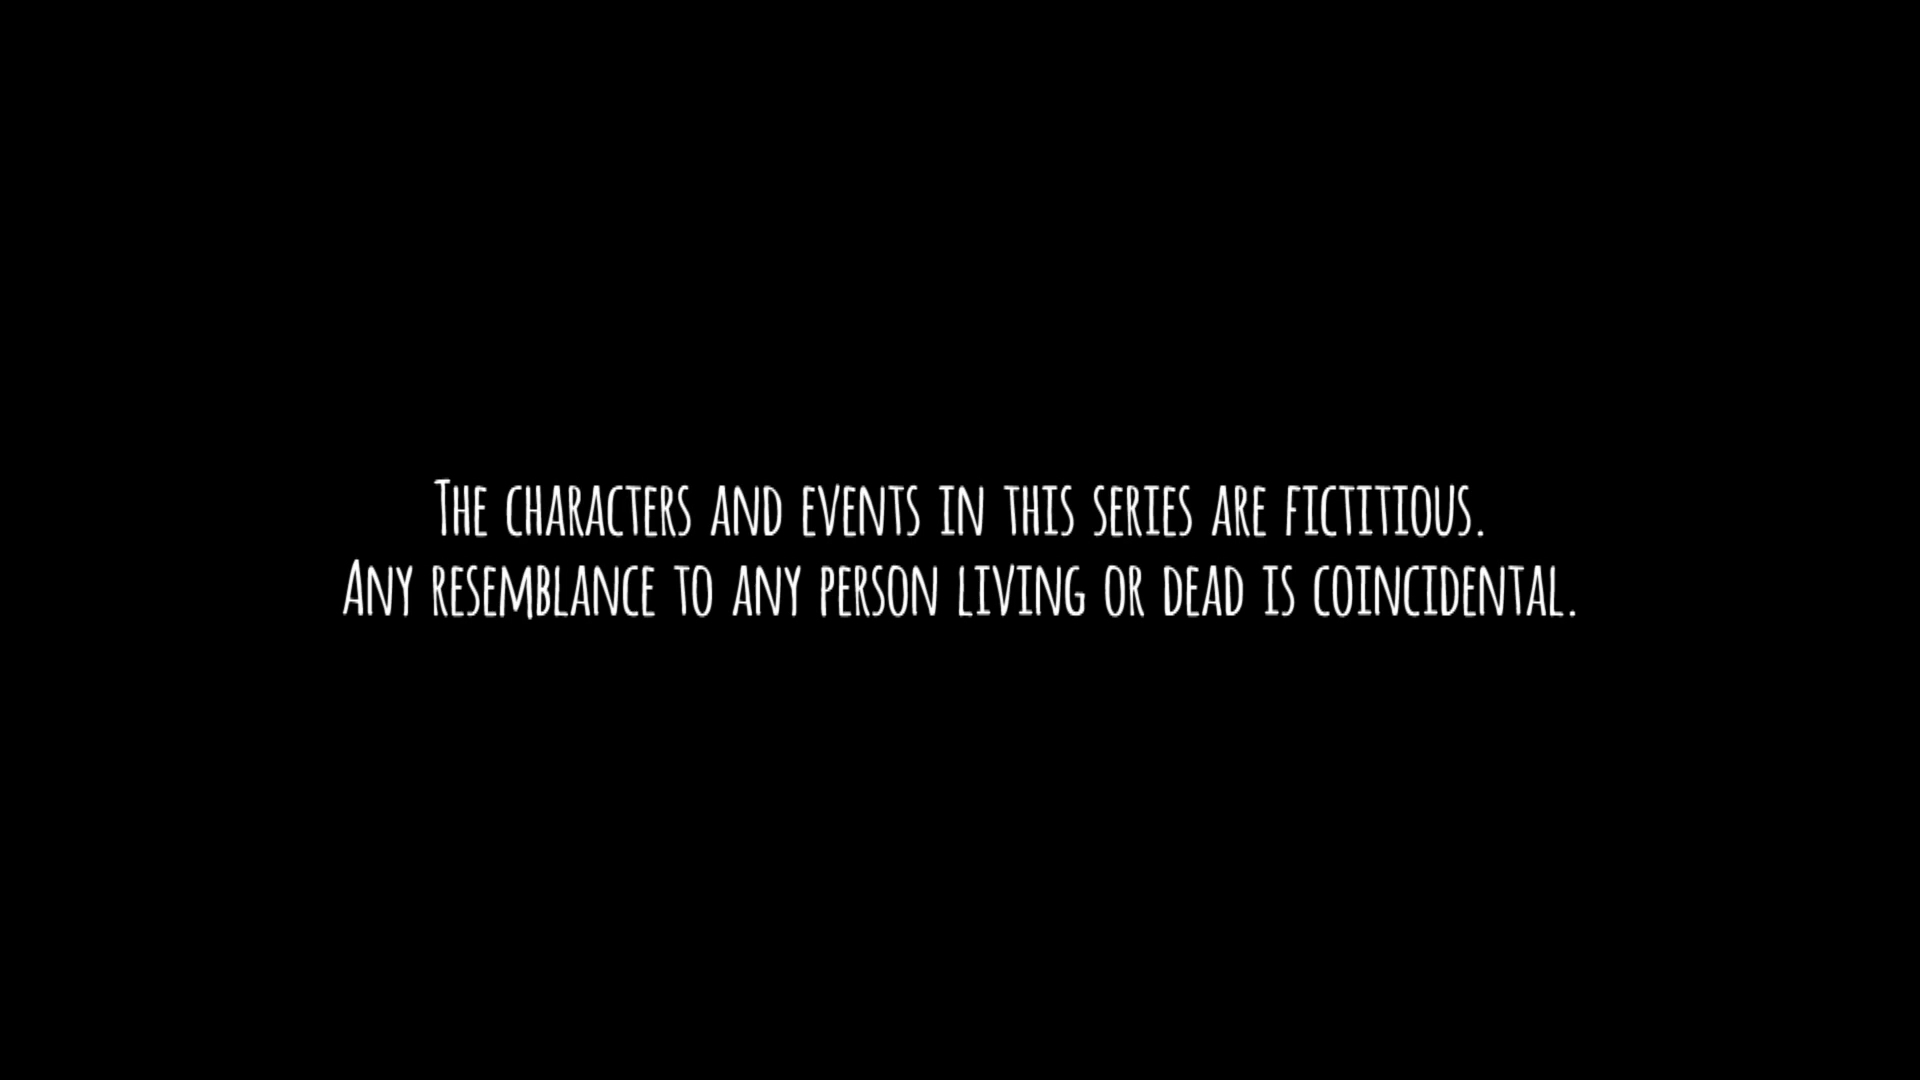 The characters and events in this series are fictitious.
Any resemblance to any person living or dead is coincidental.